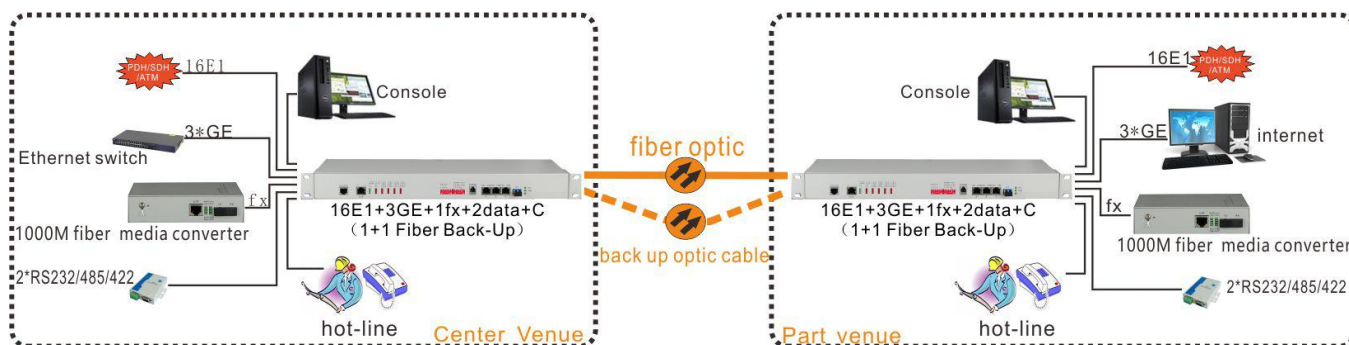 PDH/SDH
/ATM
16E1
Console
3*GE
Ethernet switch
fx
1000M fiber media converter
16E1+3GE+1fx+2data+C
(1+1 Fiber Back-Up)
2*RS232/485/422
hot-line
Center Venue
fiber optic
back up optic cable
16E1
PDH/SDH
/ATM
Console
3*GE
internet
16E1+3GE+1fx+2data+C
(1+1 Fiber Back-Up)
fx
1000M fiber media converter
2*RS232/485/422
hot-line
Part venue